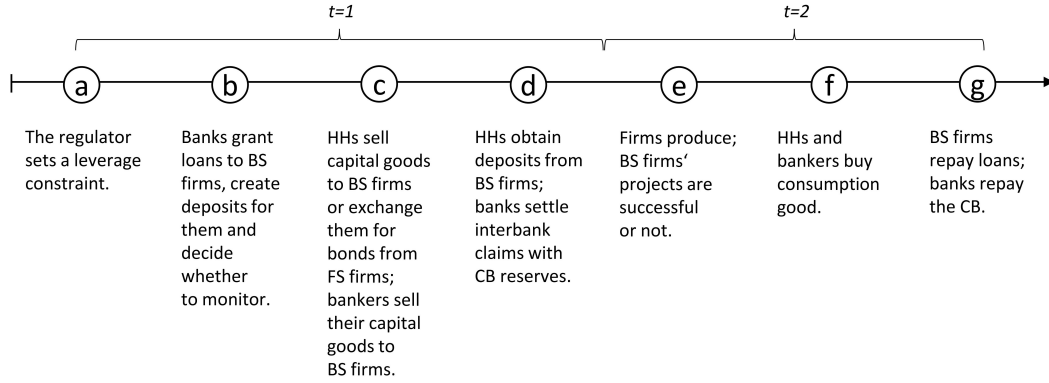 t=1
t=2
a
b
c
d
e
f
g
The regulator
sets a leverage
constraint.
Banks grant
loans to BS
firms, create
deposits for
them and
decide
whether
to monitor.
HHs sell
capital goods
to BS firms
or exchange
them for
bonds from
FS firms;
bankers sell
their capital
goods to
BS firms.
HHs obtain
deposits from
BS firms;
banks settle
interbank
claims with
CB reserves.
Firms produce;
BS firms‘
projects are
successful
or not.
HHs and
bankers buy
consumption
good.
BS firms
repay loans;
banks repay
the CB.